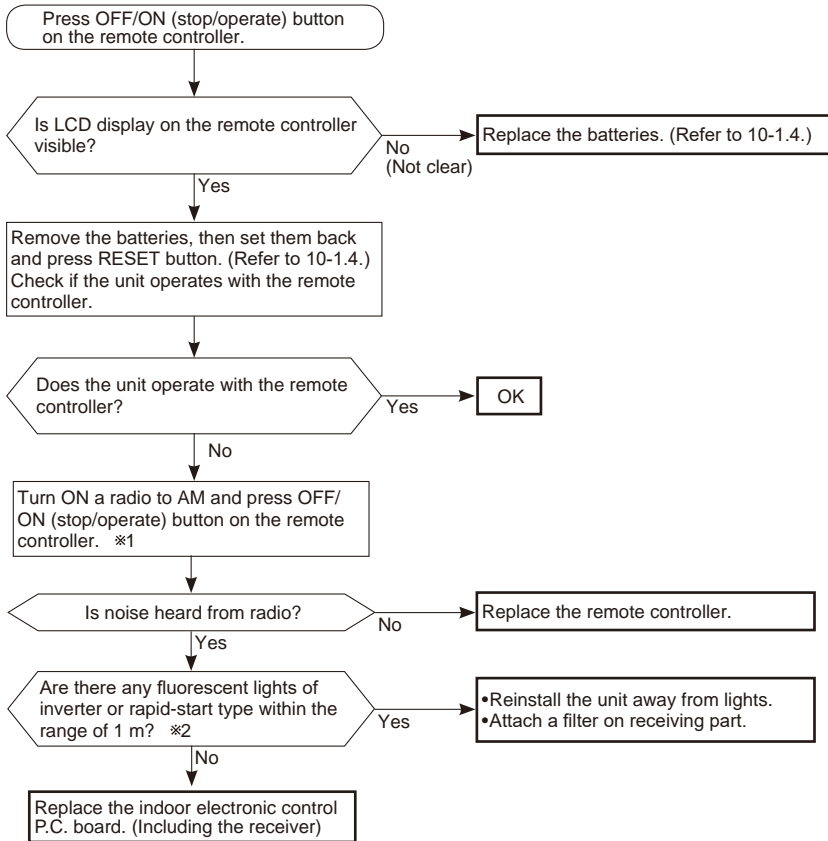 Press OFF/ON (stop/operate) button
on the remote controller.
Is LCD display on the remote controller
visible?
No
(Not clear)
Replace the batteries. (Refer to 10-1.4.)
Yes
Remove the batteries, then set them back
and press RESET button. (Refer to 10-1.4.)
Check if the unit operates with the remote
controller.
Does the unit operate with the remote
controller?
Yes
OK
No
Turn ON a radio to AM and press OFF/
ON (stop/operate) button on the remote
controller. ※1
Is noise heard from radio?
No
Replace the remote controller.
Yes
Are there any fluorescent lights of
inverter or rapid-start type within the
range of 1 m? ※2
Yes
•Reinstall the unit away from lights.
•Attach a filter on receiving part.
No
Replace the indoor electronic control
P.C. board. (Including the receiver)